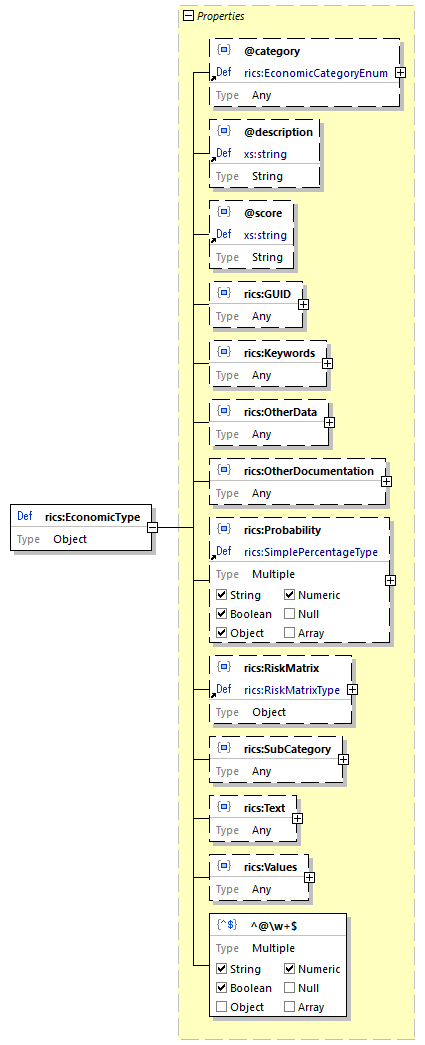 Properties
@category
Def rics:EconomicCategoryEnum
Type Any
@description
Def xs:string
Type String
@score
Def xs:string
Type String
rics:GUID
Type Any
rics:Keywords
Type Any
rics:OtherData
Type Any
rics:OtherDocumentation
Type Any
Def rics:EconomicType
Type Object
rics:Probability
Def rics:SimplePercentageType
Type Multiple
String Numeric
Boolean Null
Object Array
rics:RiskMatrix
Def rics:RiskMatrixType
Type Object
rics:SubCategory
Type Any
rics:Text
Type Any
rics:Values
Type Any
{^$} ^@\w+$
Type Multiple
String Numeric
Boolean Null
Object Array